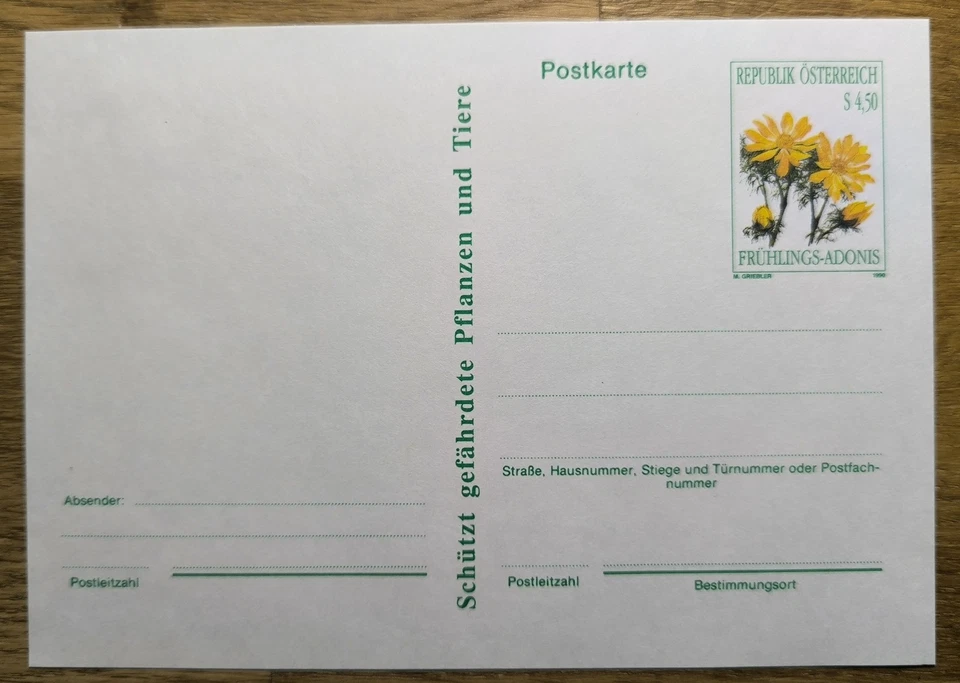 Postkarte
REPUBLIK ÖSTERREICH
S 4,50
FRÜHLINGS-ADONIS
M. GRIEBLER
Schützt gefährdete Pflanzen und Tiere
Straße, Hausnummer, Stiege und Türnummer oder Postfach-
nummer
Absender:
Postleitzahl
Postleitzahl
Bestimmungsort